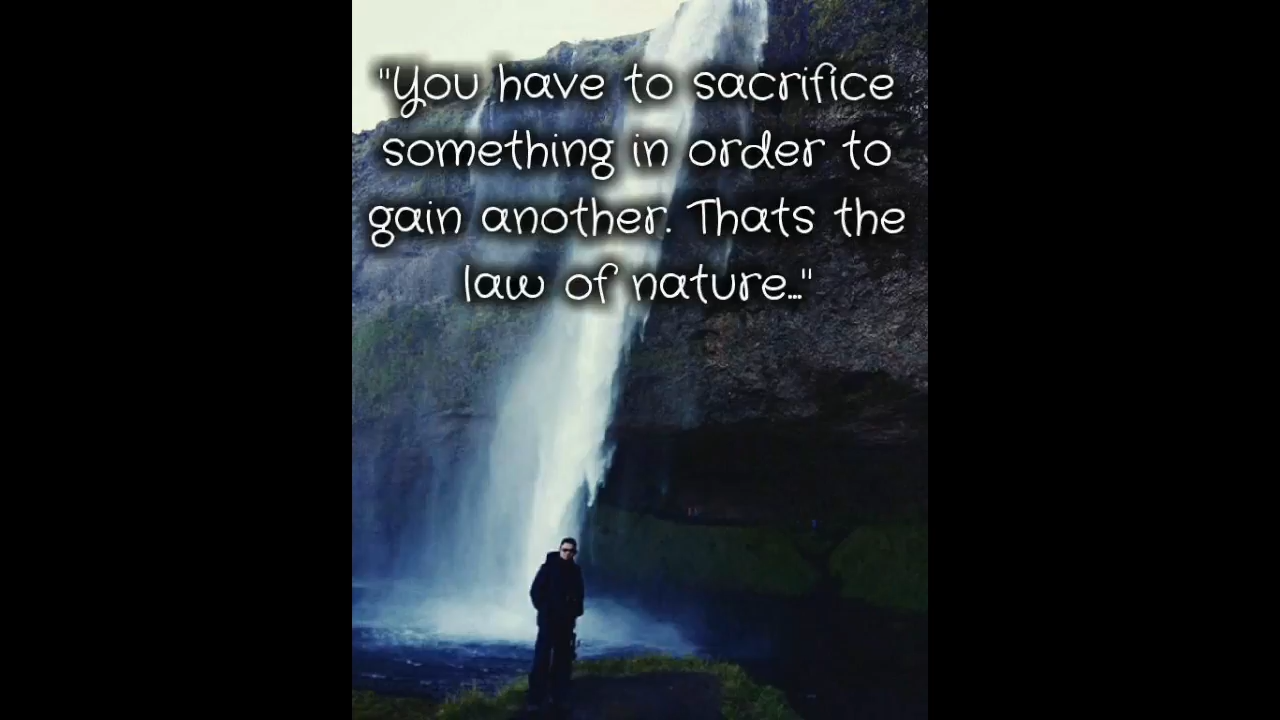 "You have to sacrifice
something in order to
gain another. Thats the
law of nature..."